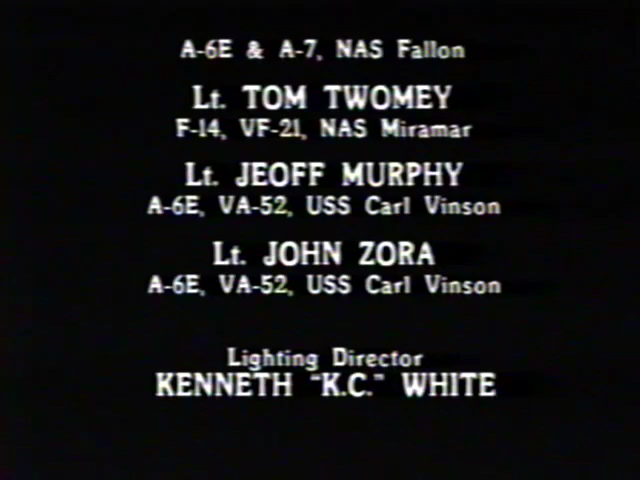 A-6E & A-7, NAS Fallon
Lt. TOM TWOMEY
F-14, VF-21, NAS Miramar
Lt. JEOFF MURPHY
A-6E, VA-52, USS Carl Vinson
Lt. JOHN ZORA
A-6E, VA-52, USS Carl Vinson
Lighting Director
KENNETH "K.C." WHITE